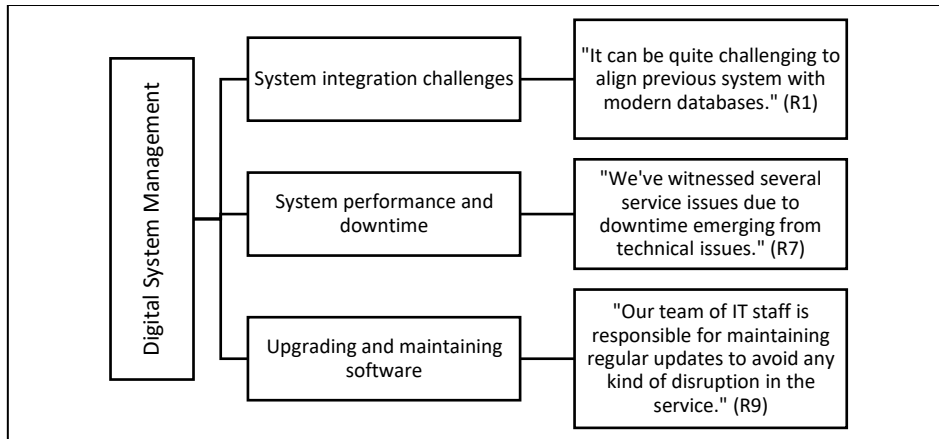 Digital System Management
System integration challenges
"It can be quite challenging to
align previous system with
modern databases." (R1)
System performance and
downtime
"We've witnessed several
service issues due to
downtime emerging from
technical issues." (R7)
Upgrading and maintaining
software
"Our team of IT staff is
responsible for maintaining
regular updates to avoid any
kind of disruption in the
service." (R9)